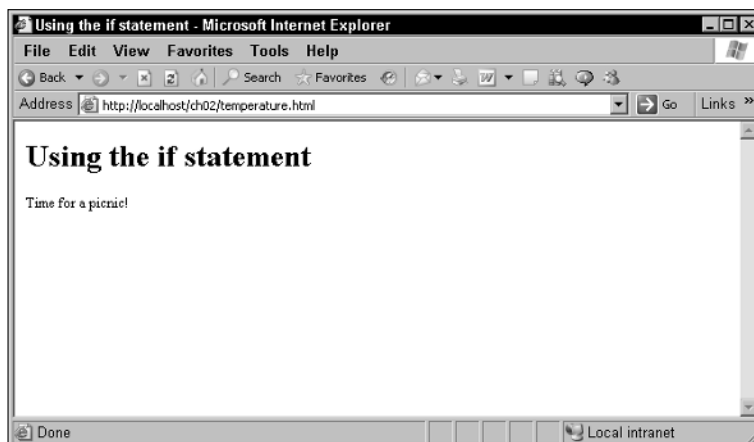 Using the if statement - Microsoft Internet Explorer
File Edit View Favorites Tools Help
Back Search Favorites
Address http://localhost/ch02/temperature.html Go Links »
Using the if statement
Time for a picnic!
Done Local intranet